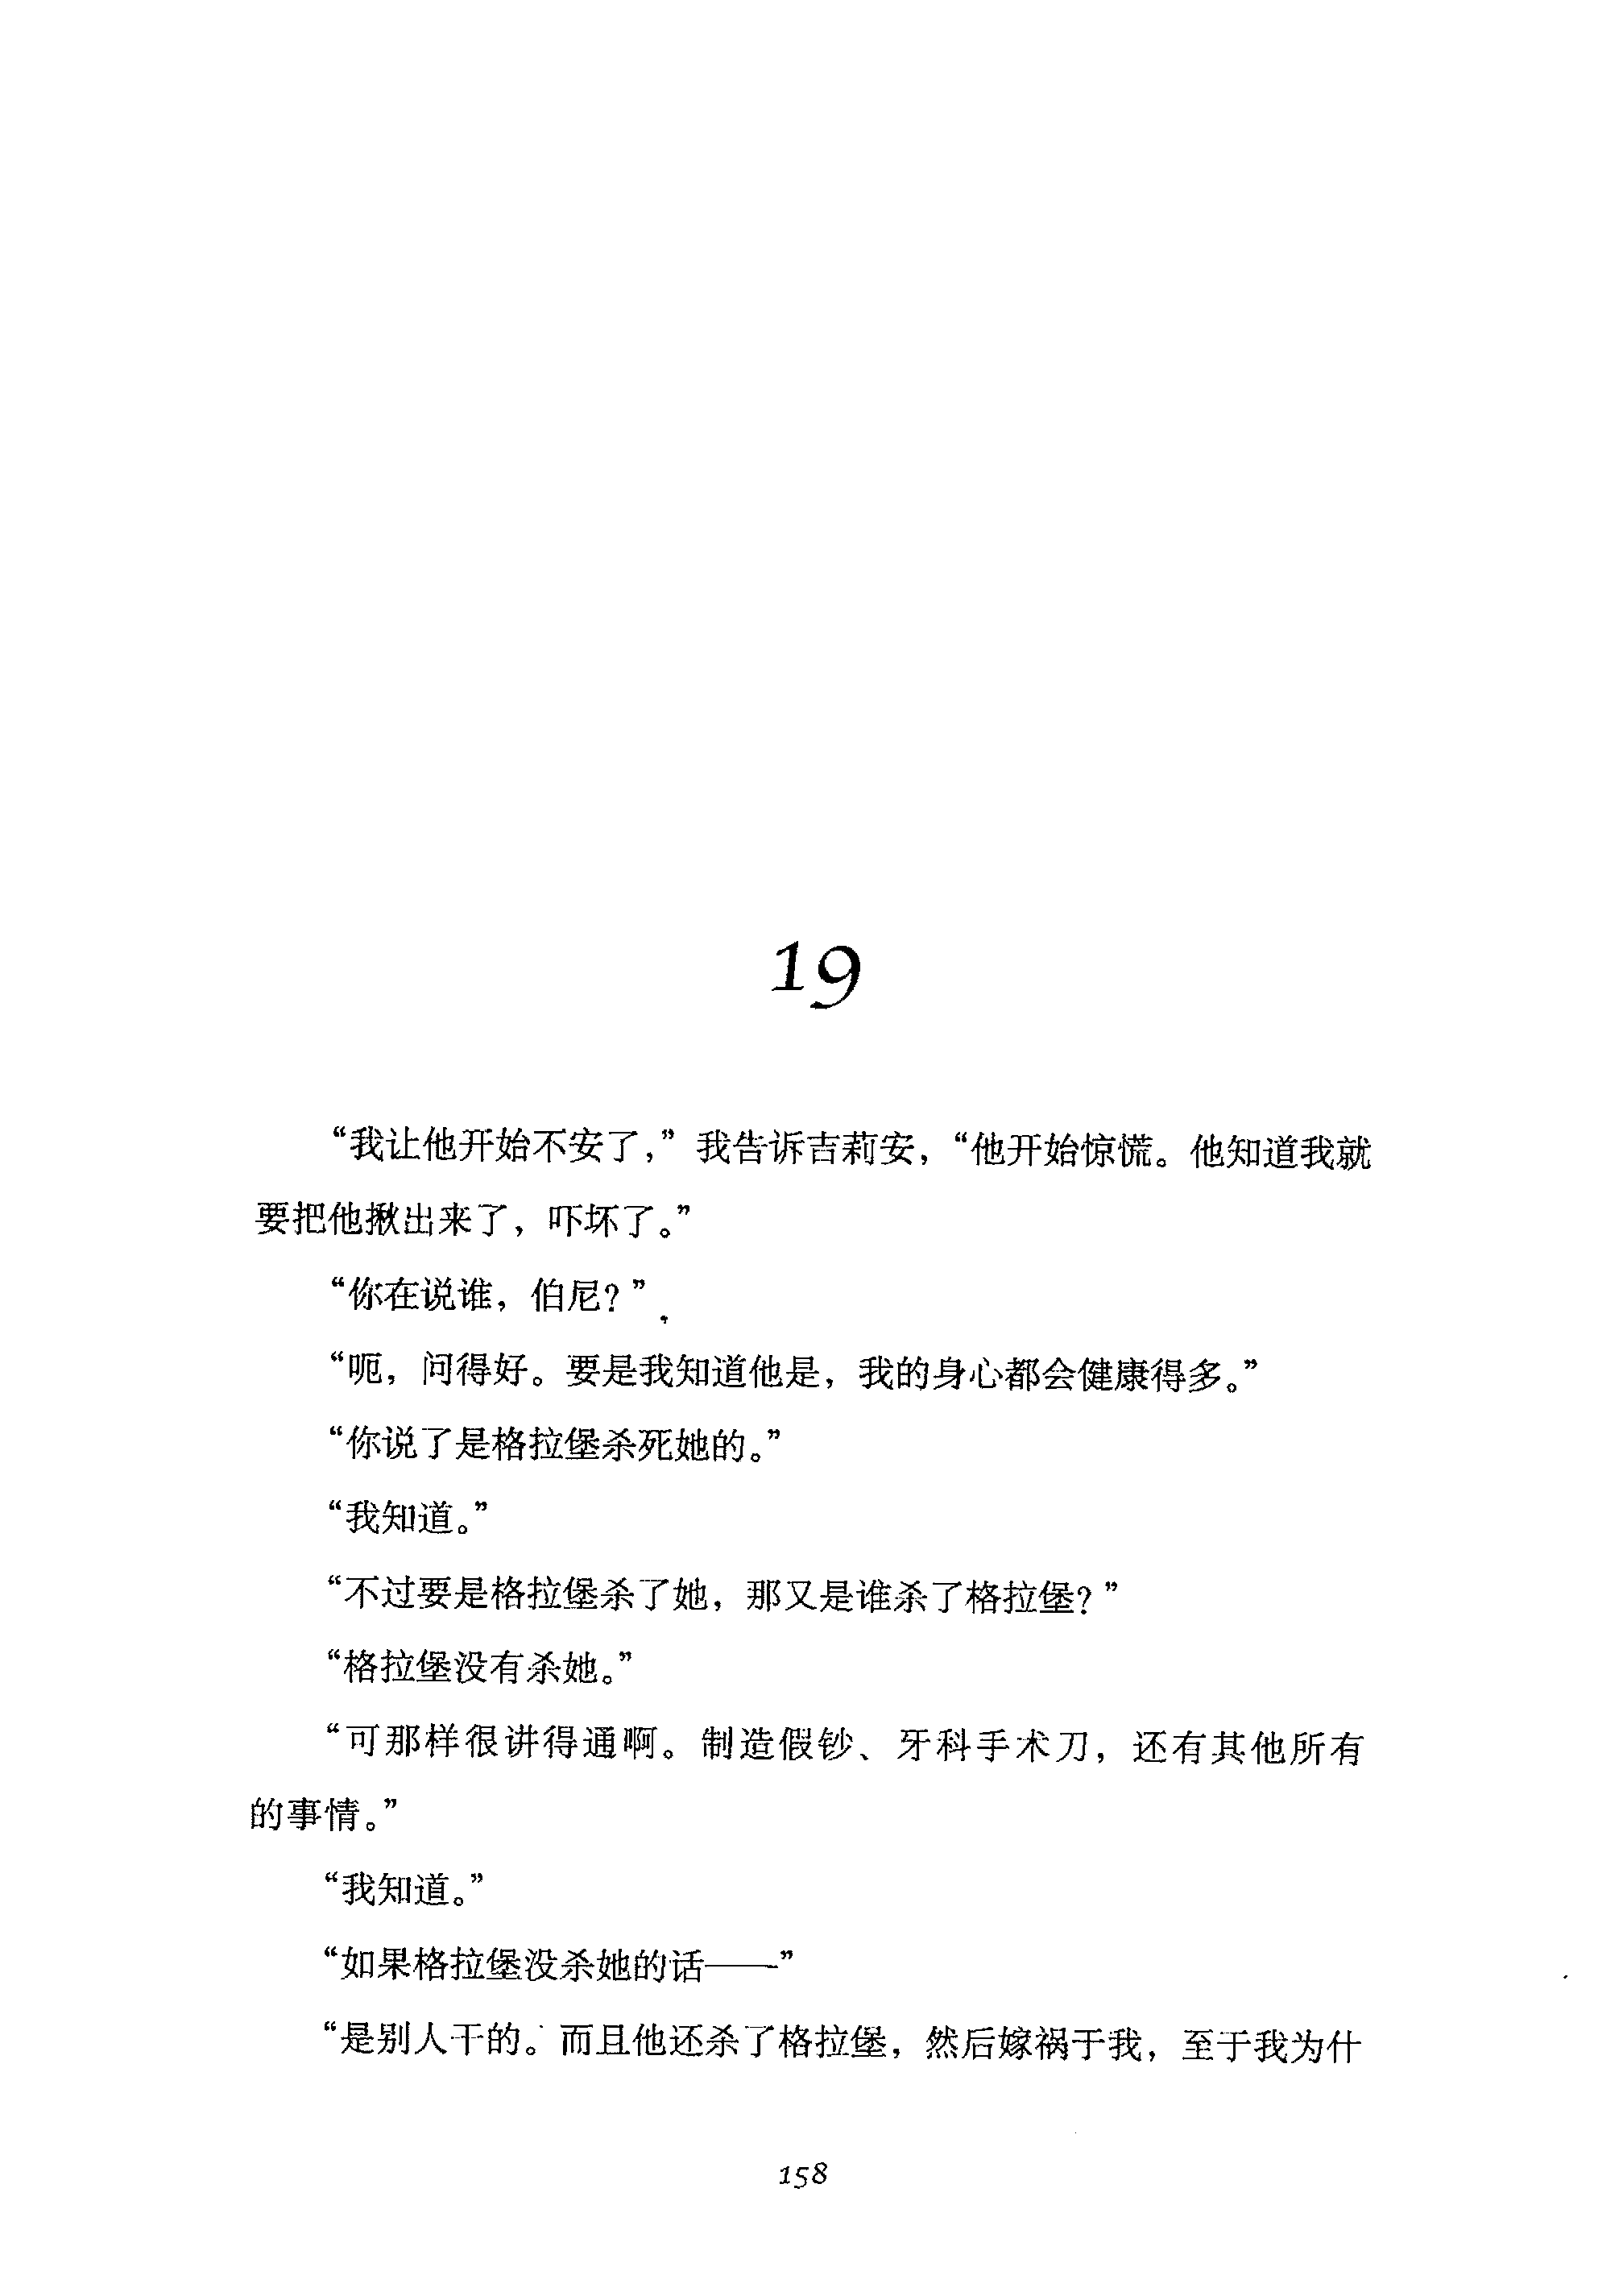 19
“我让他开始不安了，”我告诉吉莉安，“他开始惊慌。他知道我就
要把他揪出来了，吓坏了。”
“你在说谁，伯尼？”
“呃，问得好。要是我知道他是，我的身心都会健康得多。”
“你说了是格拉堡杀死她的。”
“我知道。”
“不过要是格拉堡杀了她，那又是谁杀了格拉堡？”
“格拉堡没有杀她。”
“可那样很讲得通啊。制造假钞、牙科手术刀，还有其他所有
的事情。”
“我知道。”
“如果格拉堡没杀她的话——”
“是别人干的。而且他还杀了格拉堡，然后嫁祸于我，至于我为什
158